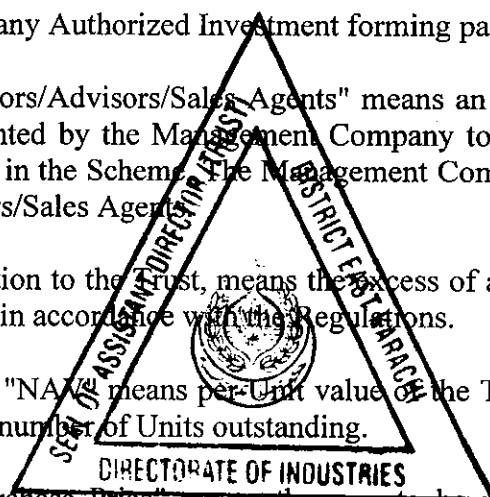 any Authorized Investment forming pa
ors/Advisors/Sales Agents" means an
nted by the Management Company to
in the Scheme. The Management Com
rs/Sales Agents.
tion to the Trust, means the excess of a
in accordance with the Regulations.
"NAV" means per Unit value of the T
number of Units outstanding.
SEAL OF ASSISTANT DIRECTOR (TRUST)
DISTRICT EAST KARACHI
DIRECTORATE OF INDUSTRIES